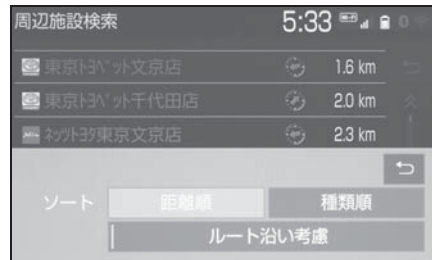 周辺施設検索 5:33
東京トヨペット文京店 1.6 km
東京トヨペット千代田店 2.0 km
ネッツトヨタ東京文京店 2.3 km
ソート 距離順 種類順
ルート沿い考慮